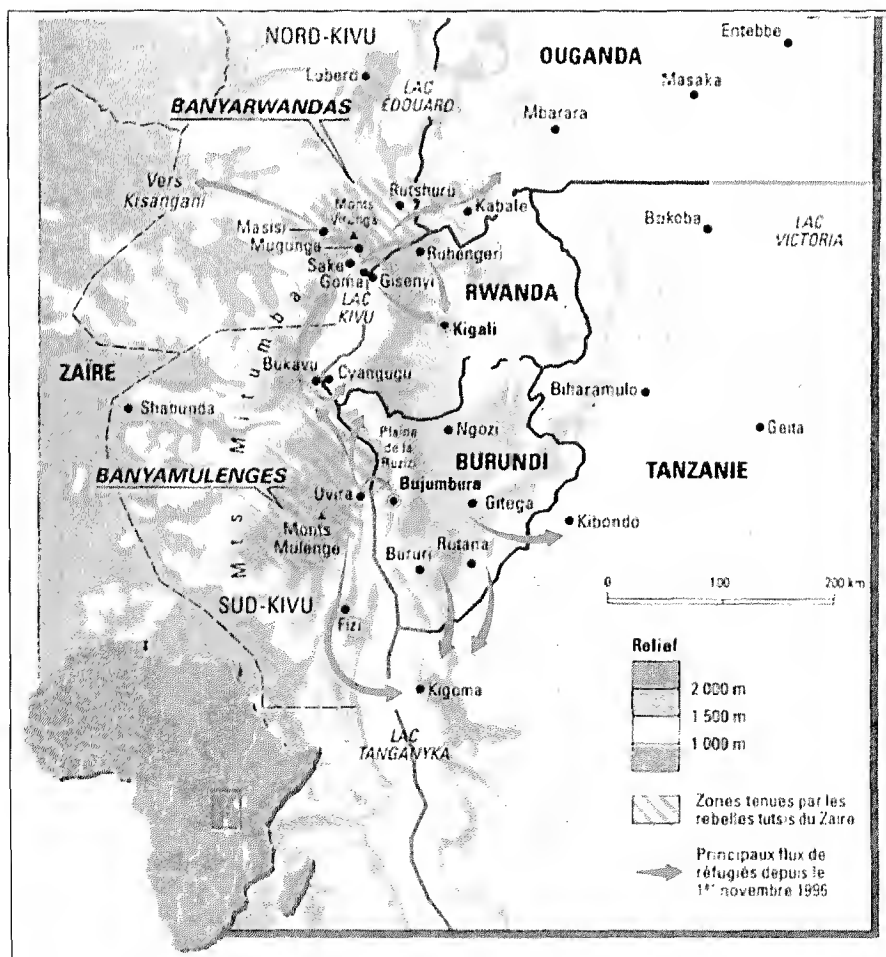 NORD-KIVU
Lubero
LAC
ÉDOUARD
OUGANDA
Entebbe
Masaka
Mbarara
BANYARWANDAS
Vers
Kisangani
Rutshuru
Monts
Virunga
Kabale
Masisi
Mugunga
Sake
Goma
Gisenyi
Ruhengeri
LAC
KIVU
RWANDA
Kigali
Bukoba
LAC
VICTORIA
ZAÏRE
Bukavu
Cyangugu
Shabunda
Mts Mitumba
Biharamulo
Geita
Plaine
de la
Ruzizi
Ngozi
BURUNDI
TANZANIE
BANYAMULENGES
Uvira
Bujumbura
Gitega
Kibondo
Monts
Mulenge
Bururi
Rutana
SUD-KIVU
Fizi
Kigoma
LAC
TANGANYKA
0 100 200 km
Relief
2 000 m
1 500 m
1 000 m
Zones tenues par les
rebelles tutsis du Zaïre
Principaux flux de
réfugiés depuis le
1er novembre 1996